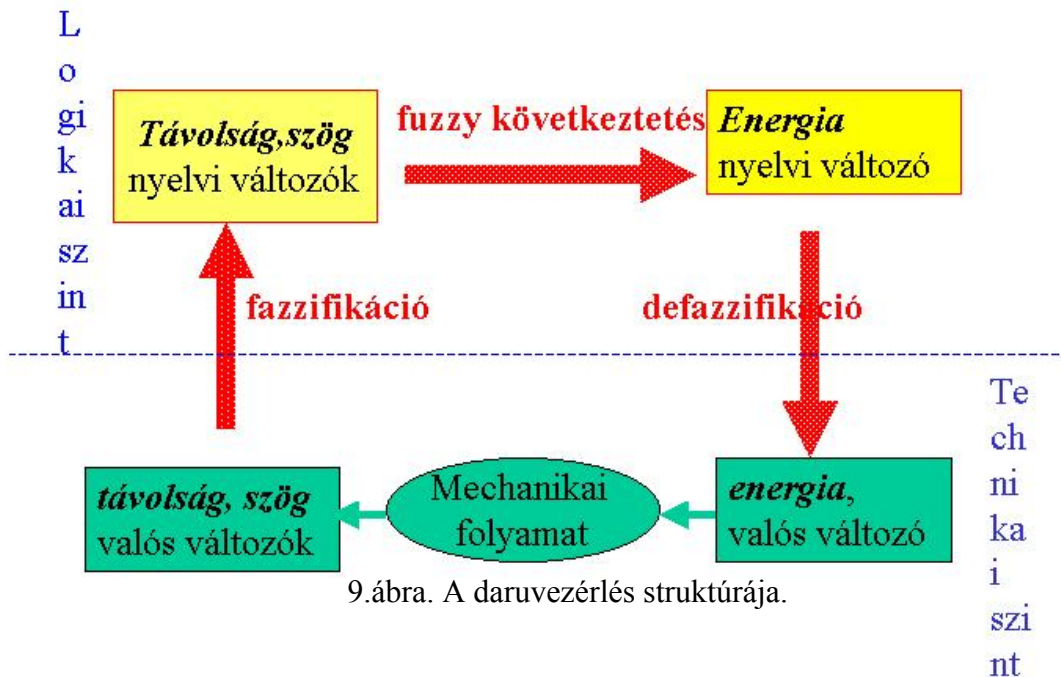 L
o
gi
k
ai
sz
in
t
Távolság,szög
nyelvi változók
fuzzy következtetés
Energia
nyelvi változó
fazzifikáció
defazzifikáció
távolság, szög
valós változók
Mechanikai
folyamat
energia,
valós változó
Te
ch
ni
ka
i
szi
nt
9.ábra. A daruvezérlés struktúrája.